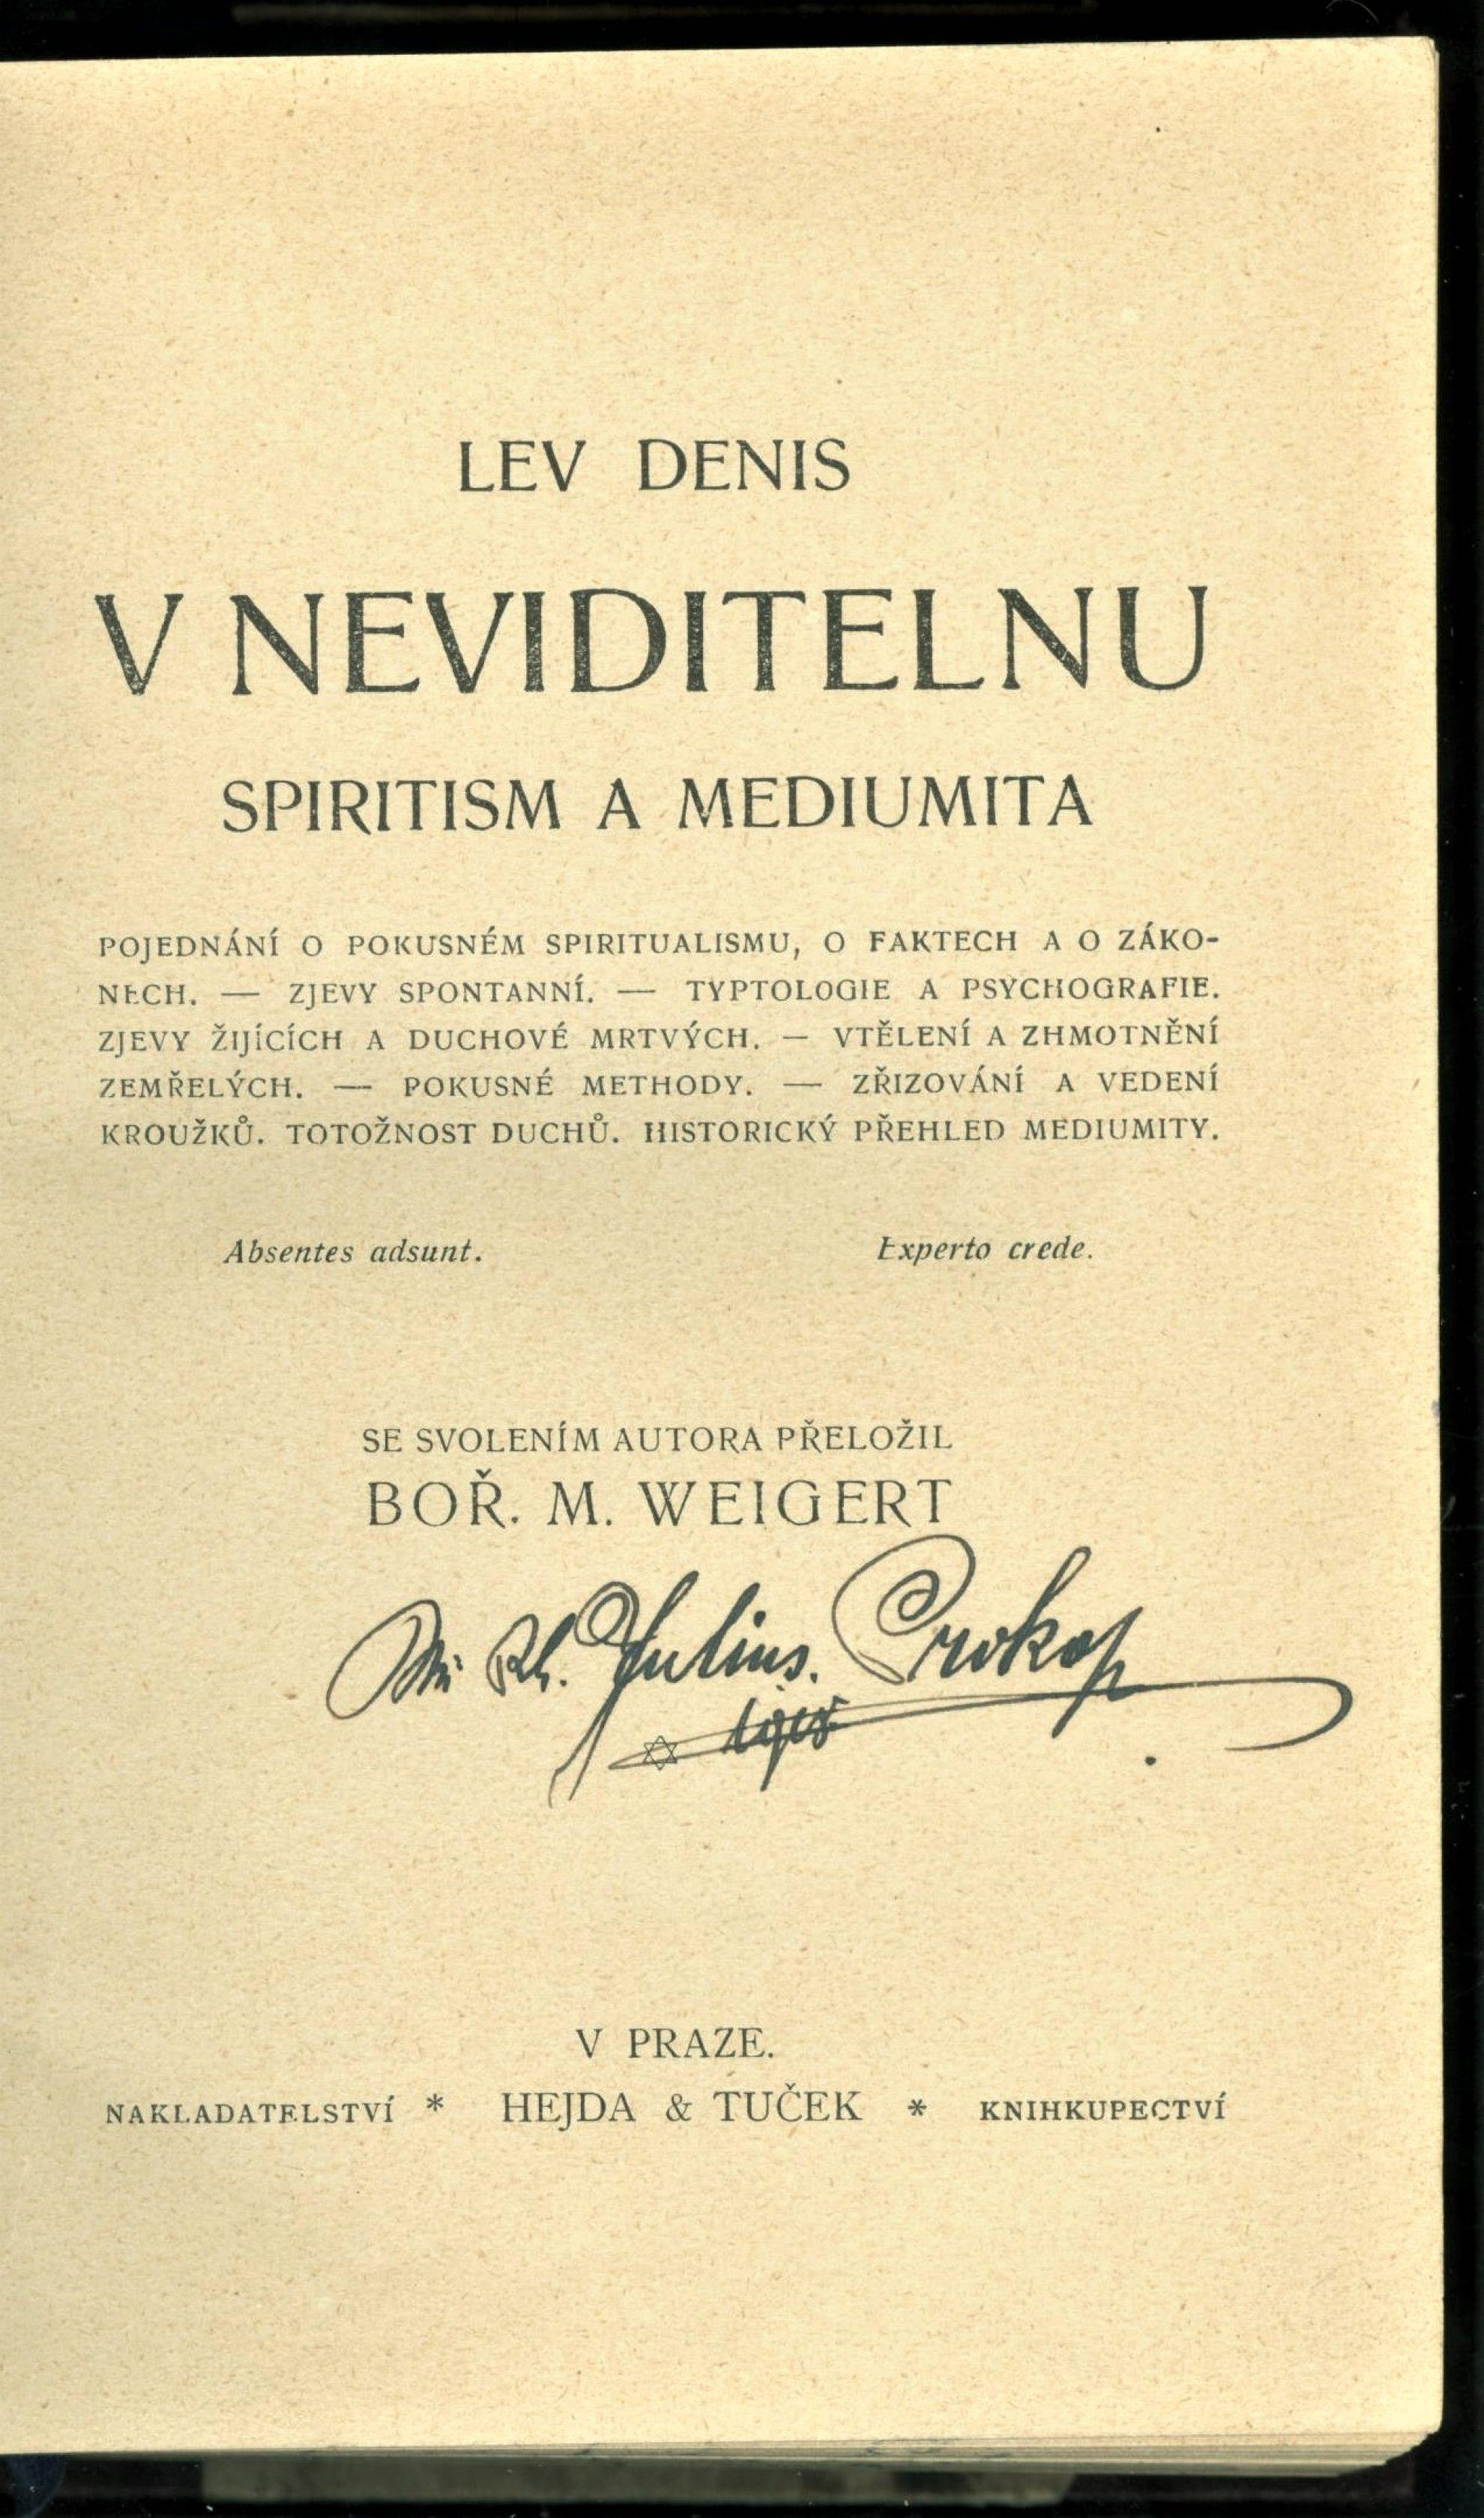 LEV DENIS
V NEVIDITELNU
SPIRITISM A MEDIUMITA
POJEDNÁNÍ O POKUSNÉM SPIRITUALISMU, O FAKTECH A O ZÁKO-
NECH. — ZJEVY SPONTANNÍ. — TYPTOLOGIE A PSYCHOGRAFIE.
ZJEVY ŽIJÍCÍCH A DUCHOVÉ MRTVÝCH. — VTĚLENÍ A ZHMOTNĚNÍ
ZEMŘELÝCH. — POKUSNÉ METHODY. — ZŘIZOVÁNÍ A VEDENÍ
KROUŽKŮ. TOTOŽNOST DUCHŮ. HISTORICKÝ PŘEHLED MEDIUMITY.
Absentes adsunt. Experto crede.
SE SVOLENÍM AUTORA PŘELOŽIL
BOŘ. M. WEIGERT
Julius. Prokop
V PRAZE.
NAKLADATELSTVÍ * HEJDA & TUČEK * KNIHKUPECTVÍ